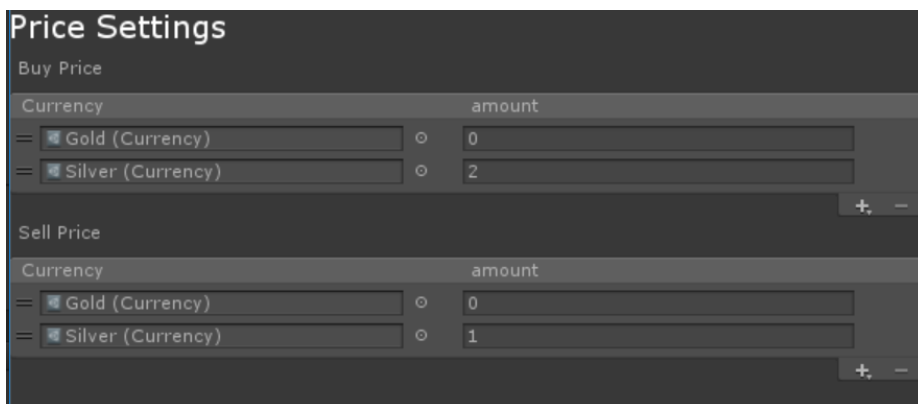 Price Settings
Buy Price
Currency amount
Gold (Currency) 0
Silver (Currency) 2
Sell Price
Currency amount
Gold (Currency) 0
Silver (Currency) 1